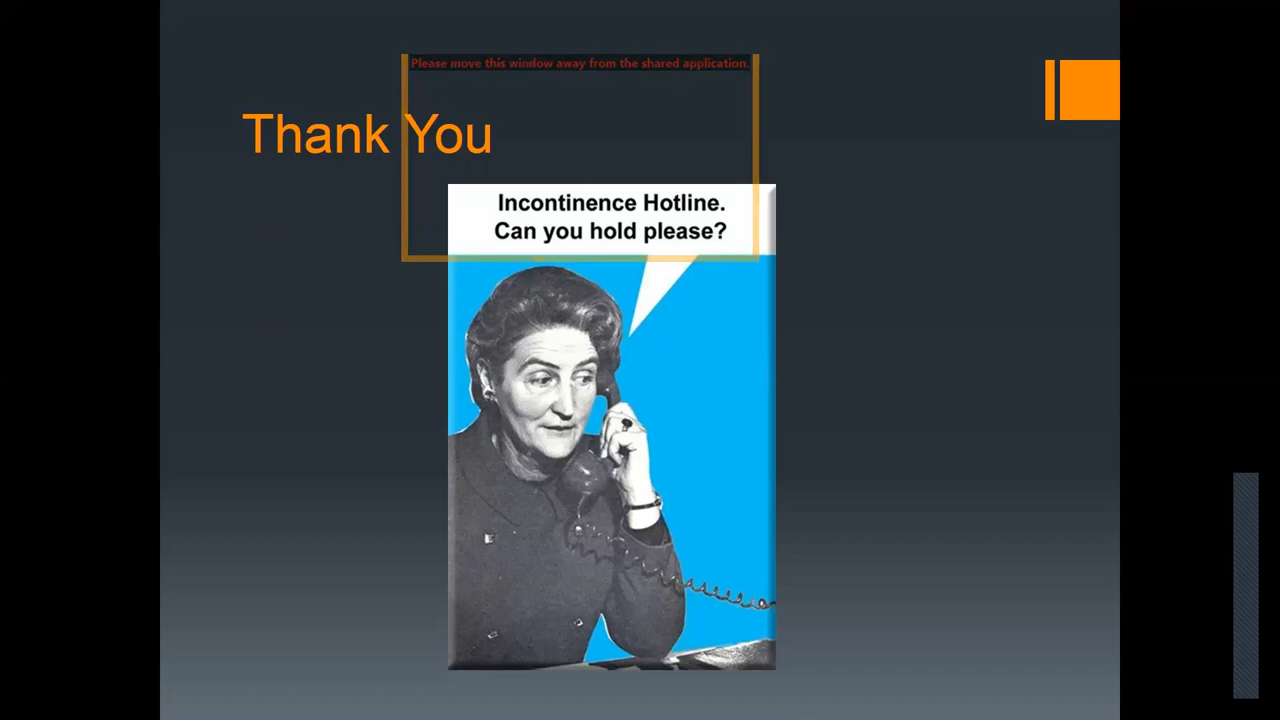 Please move this window away from the shared application.
Thank You
Incontinence Hotline.
Can you hold please?